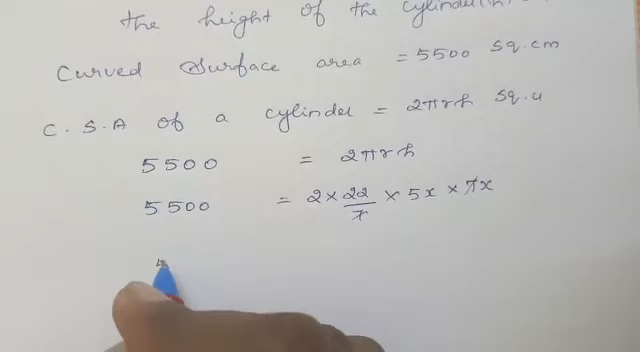 the height of the cylinder
Curved Surface area = 5500 sq.cm
C.S.A of a cylinder = 2πrh sq.u
5500 = 2πrh
5500 = 2 × 22/7 × 5x × 7x